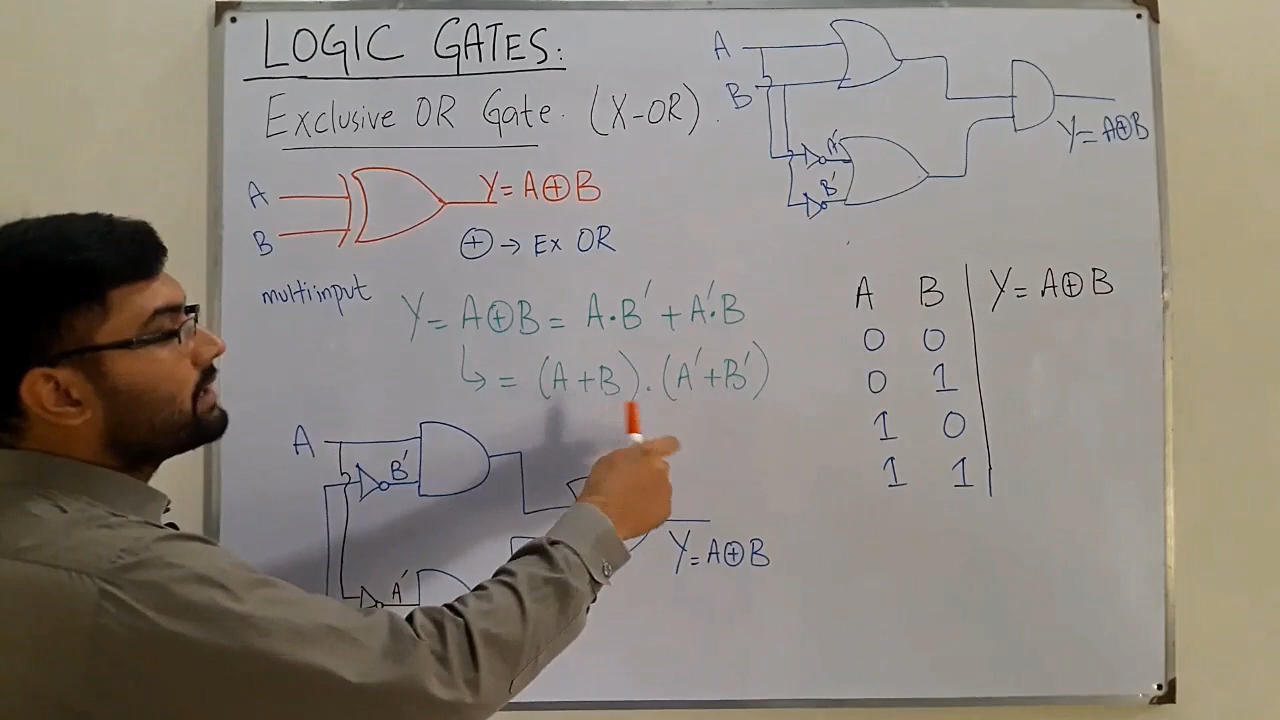 LOGIC GATES:
Exclusive OR Gate. (X-OR).
A
B
Y = A⊕B
⊕ → Ex OR
multiinput
Y = A⊕B = A·B' + A'·B
↳ = (A+B).(A'+B')
A
B'
A'
Y = A⊕B
A
B
A'
B'
Y = A⊕B
A B Y = A⊕B
0 0
0 1
1 0
1 1